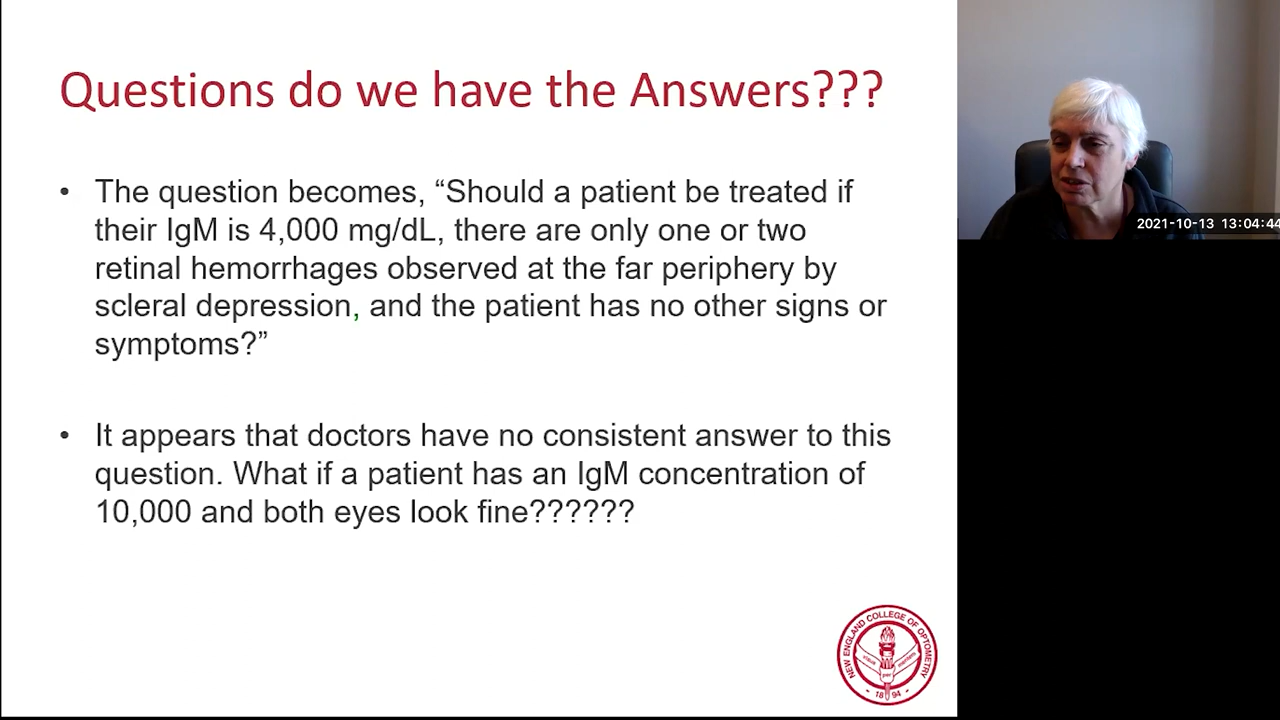 Questions do we have the Answers???
• The question becomes, “Should a patient be treated if
their IgM is 4,000 mg/dL, there are only one or two
retinal hemorrhages observed at the far periphery by
scleral depression, and the patient has no other signs or
symptoms?”
• It appears that doctors have no consistent answer to this
question. What if a patient has an IgM concentration of
10,000 and both eyes look fine??????
2021-10-13 13:04:44
NEW ENGLAND COLLEGE OF OPTOMETRY
1894